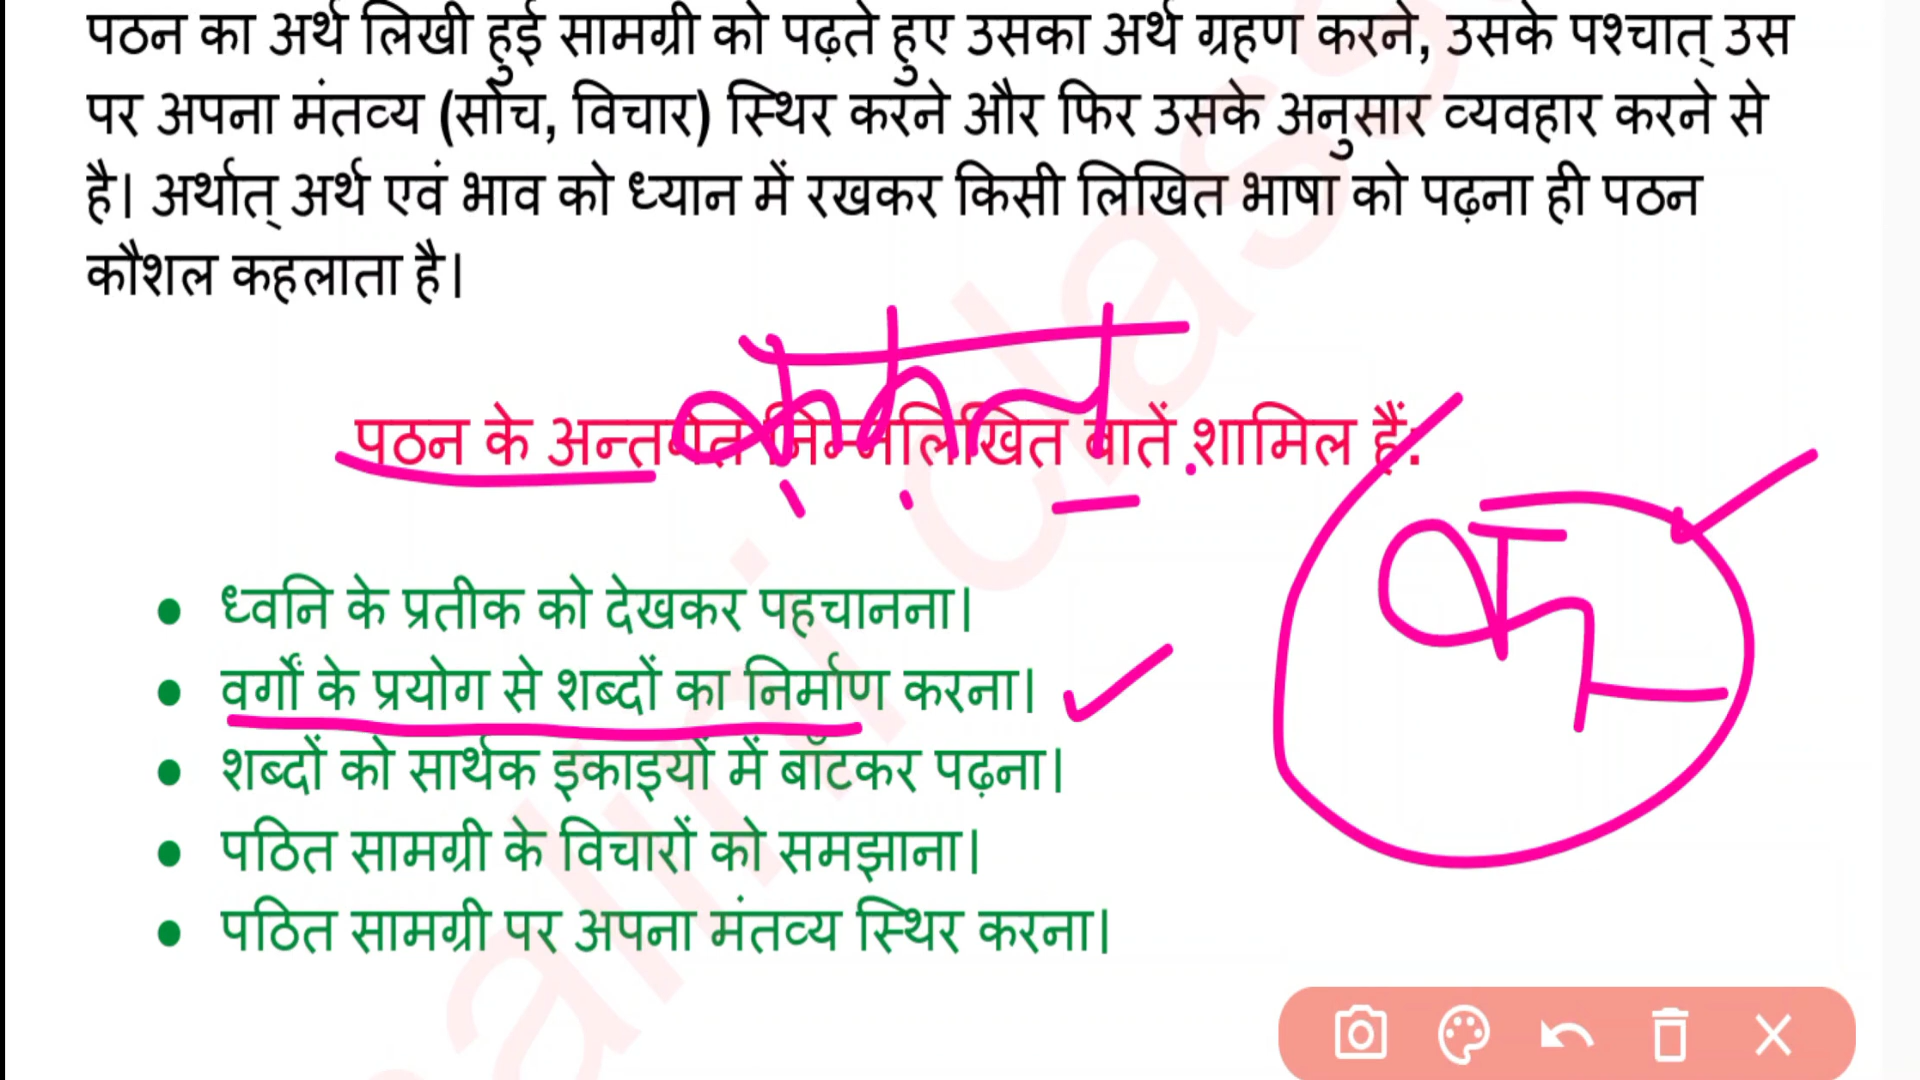 पठन का अर्थ लिखी हुई सामग्री को पढ़ते हुए उसका अर्थ ग्रहण करने, उसके पश्चात् उस
पर अपना मंतव्य (सोच, विचार) स्थिर करने और फिर उसके अनुसार व्यवहार करने से
है। अर्थात् अर्थ एवं भाव को ध्यान में रखकर किसी लिखित भाषा को पढ़ना ही पठन
कौशल कहलाता है।
कमल
पठन के अन्तर्गत निम्नलिखित बातें शामिल हैं:
क
ध्वनि के प्रतीक को देखकर पहचानना।
वर्गों के प्रयोग से शब्दों का निर्माण करना।
शब्दों को सार्थक इकाइयों में बाँटकर पढ़ना।
पठित सामग्री के विचारों को समझाना।
पठित सामग्री पर अपना मंतव्य स्थिर करना।